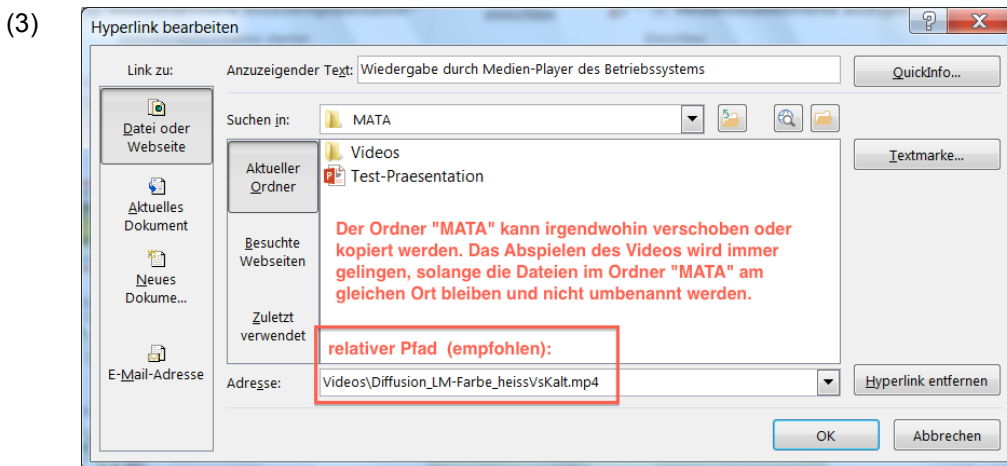 (3)
Hyperlink bearbeiten
Link zu:
Anzuzeigender Text: Wiedergabe durch Medien-Player des Betriebssystems
QuickInfo...
Datei oder
Webseite
Suchen in: MATA
Aktueller
Ordner
Videos
Test-Praesentation
Textmarke...
Aktuelles
Dokument
Der Ordner "MATA" kann irgendwohin verschoben oder
kopiert werden. Das Abspielen des Videos wird immer
gelingen, solange die Dateien im Ordner "MATA" am
gleichen Ort bleiben und nicht umbenannt werden.
Besuchte
Webseiten
Neues
Dokume...
Zuletzt
verwendet
relativer Pfad (empfohlen):
E-Mail-Adresse
Adresse: Videos\Diffusion_LM-Farbe_heissVsKalt.mp4
Hyperlink entfernen
OK
Abbrechen